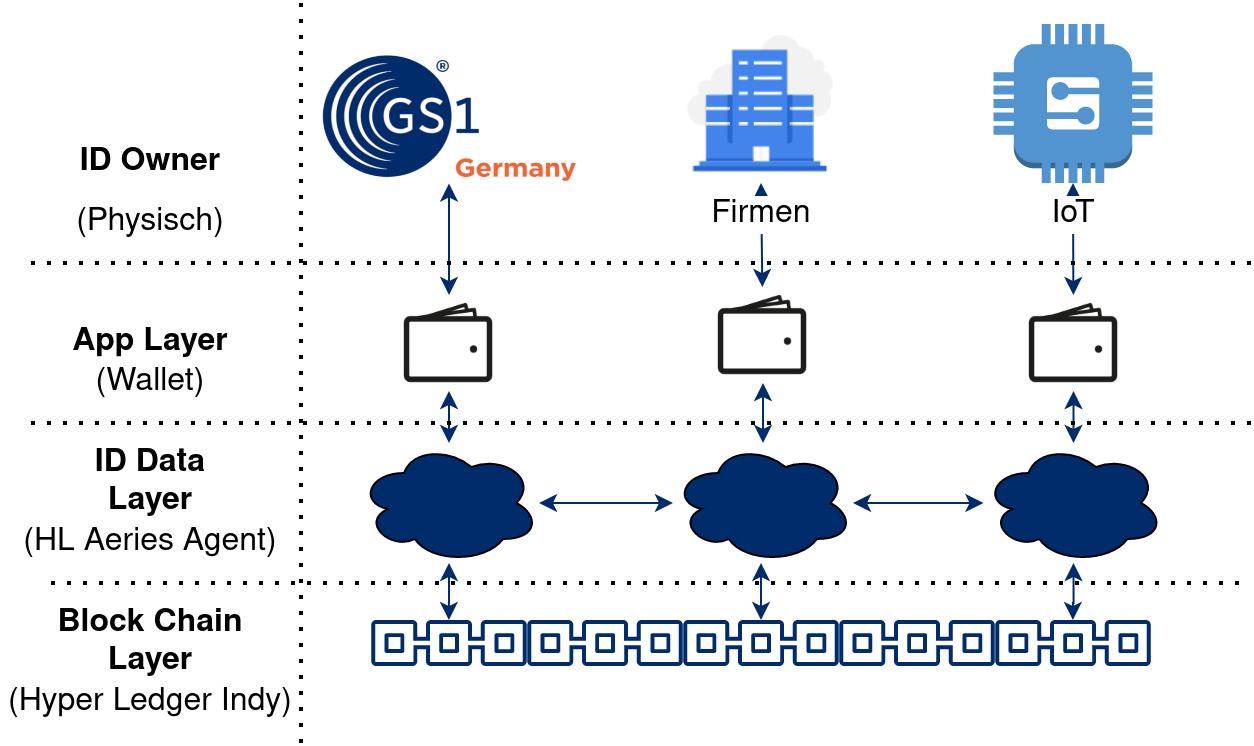 GS1®
Germany
Firmen
IoT
ID Owner
(Physisch)
App Layer
(Wallet)
ID Data
Layer
(HL Aeries Agent)
Block Chain
Layer
(Hyper Ledger Indy)